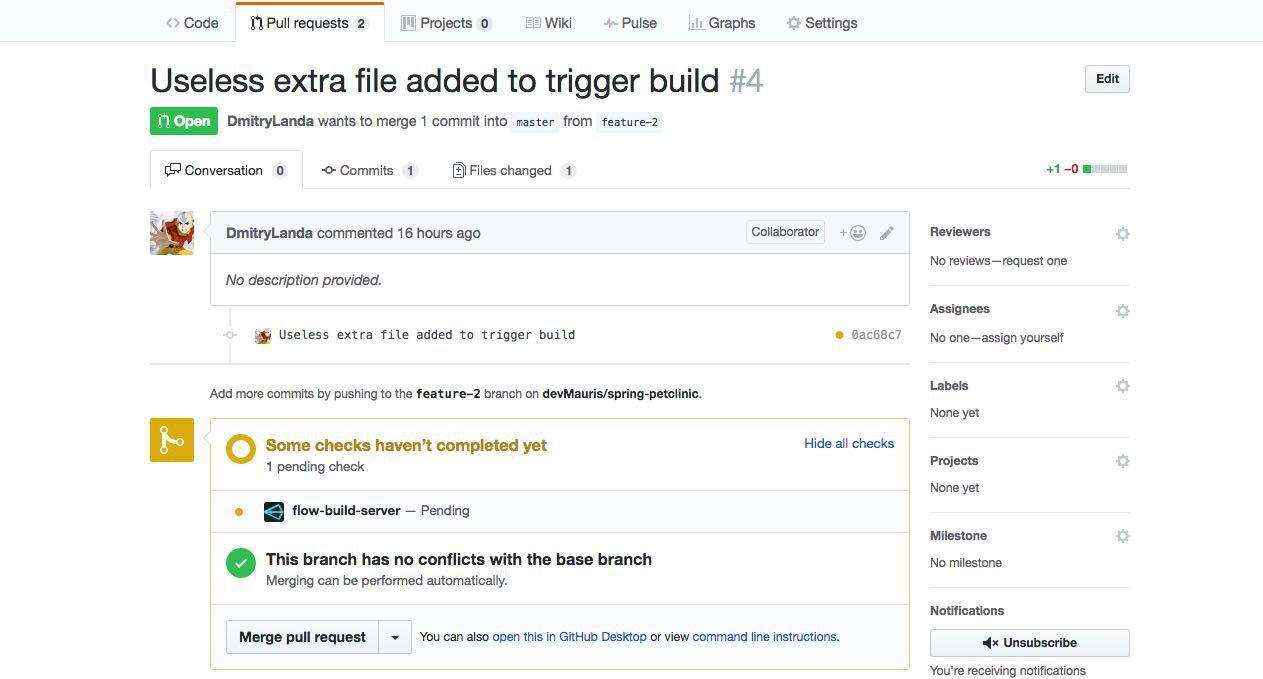 Code Pull requests 2 Projects 0 Wiki Pulse Graphs Settings
Useless extra file added to trigger build #4
Edit
Open DmitryLanda wants to merge 1 commit into master from feature-2
Conversation 0 Commits 1 Files changed 1
+1 −0
DmitryLanda commented 16 hours ago
Collaborator
No description provided.
Useless extra file added to trigger build 0ac68c7
Add more commits by pushing to the feature-2 branch on devMauris/spring-petclinic.
Some checks haven't completed yet
Hide all checks
1 pending check
flow-build-server — Pending
This branch has no conflicts with the base branch
Merging can be performed automatically.
Merge pull request
You can also open this in GitHub Desktop or view command line instructions.
Reviewers
No reviews—request one
Assignees
No one—assign yourself
Labels
None yet
Projects
None yet
Milestone
No milestone
Notifications
Unsubscribe
You're receiving notifications